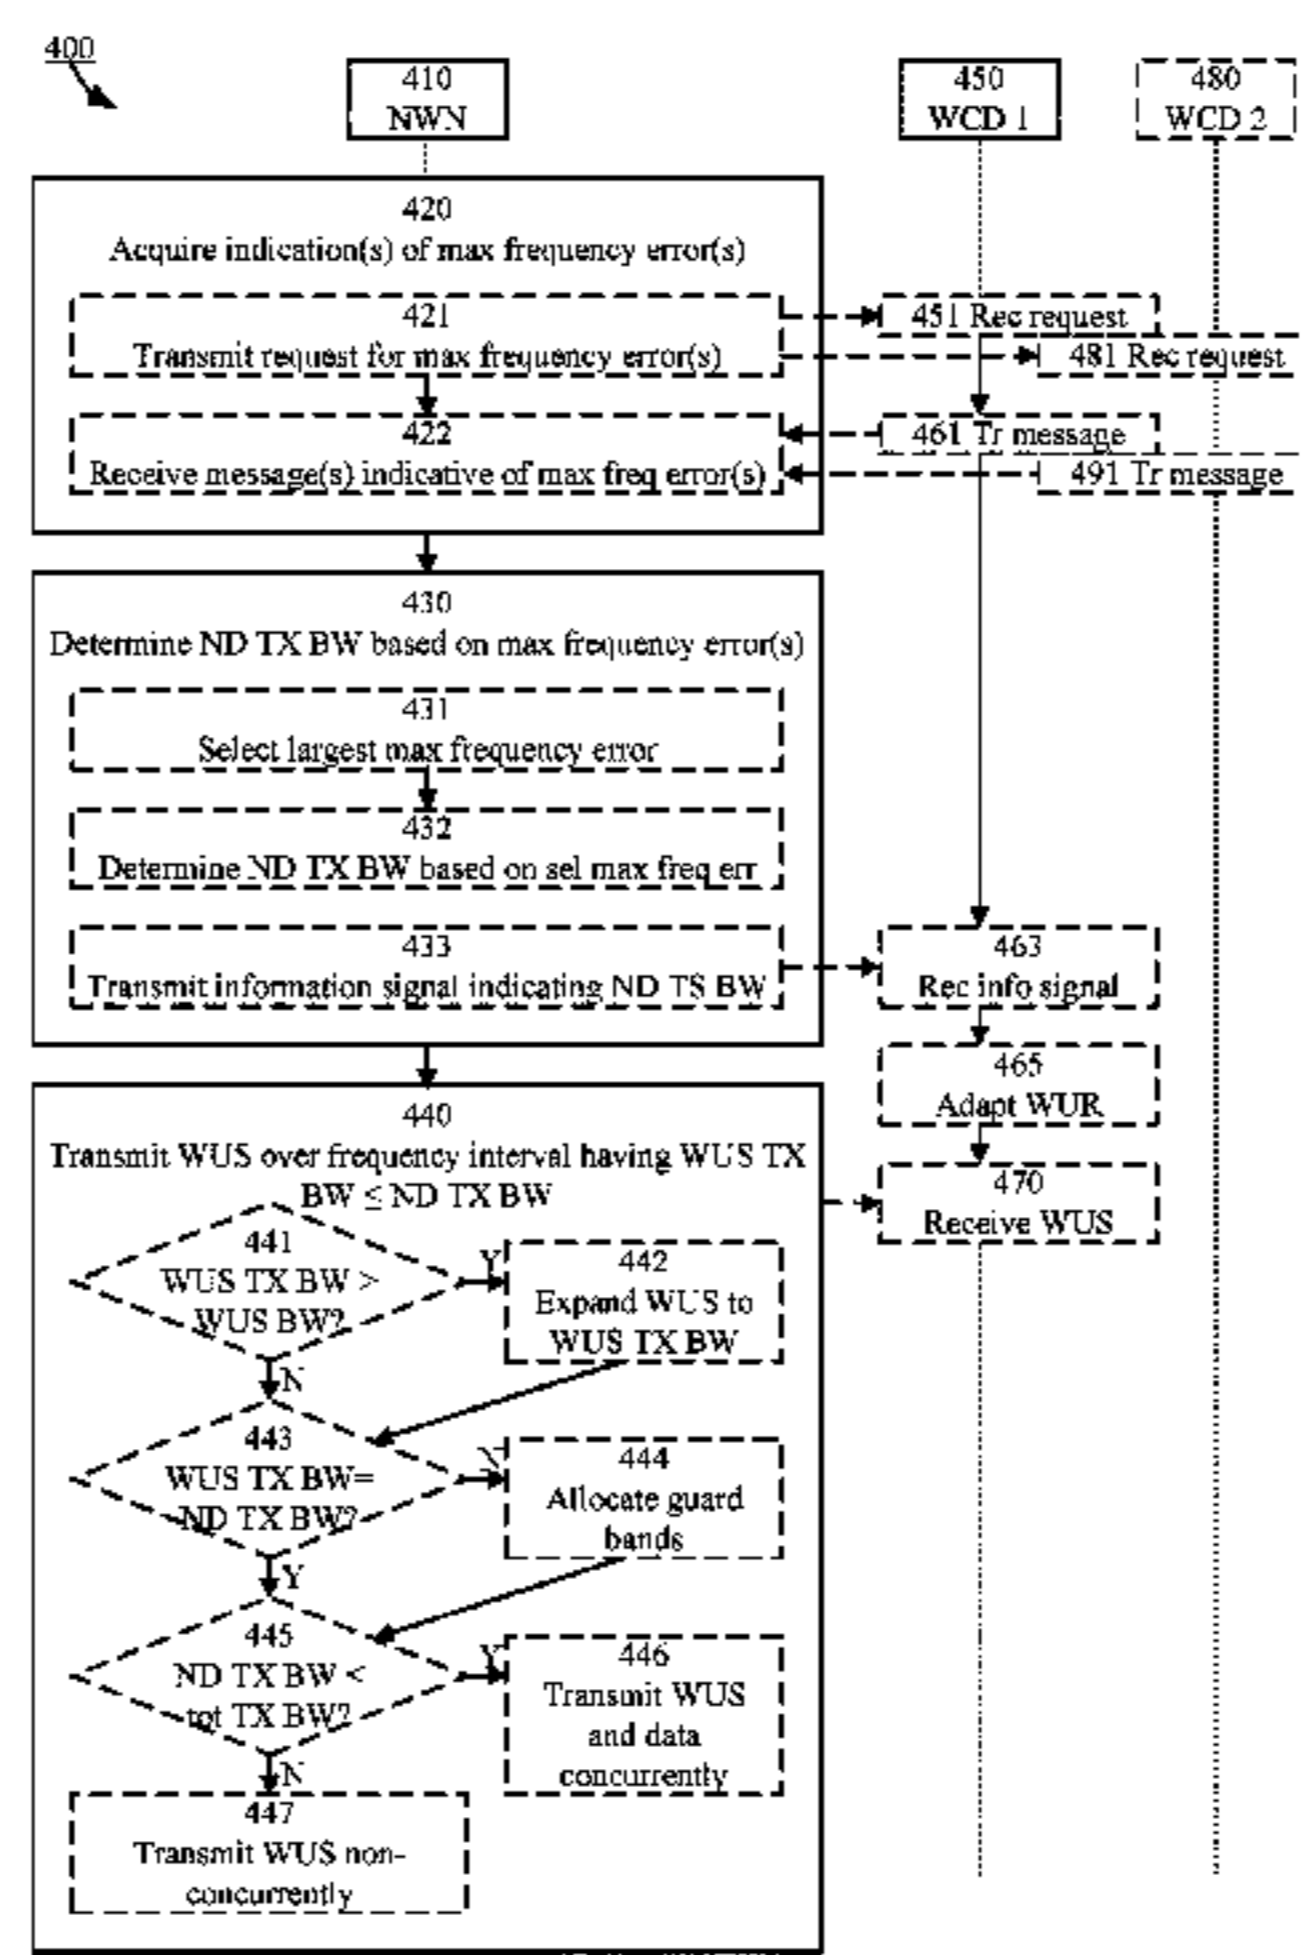 400
410
NWN
450
WCD 1
480
WCD 2
420
Acquire indication(s) of max frequency error(s)
421
Transmit request for max frequency error(s)
451 Rec request
481 Rec request
422
Receive message(s) indicative of max freq error(s)
461 Tr message
491 Tr message
430
Determine ND TX BW based on max frequency error(s)
431
Select largest max frequency error
432
Determine ND TX BW based on sel max freq err
433
Transmit information signal indicating ND TS BW
463
Rec info signal
465
Adapt WUR
440
Transmit WUS over frequency interval having WUS TX
BW ≤ ND TX BW
470
Receive WUS
441
WUS TX BW >
WUS BW?
Y
442
Expand WUS to
WUS TX BW
N
443
WUS TX BW=
ND TX BW?
N
444
Allocate guard
bands
Y
445
ND TX BW <
tot TX BW?
Y
446
Transmit WUS
and data
concurrently
N
447
Transmit WUS non-
concurrently